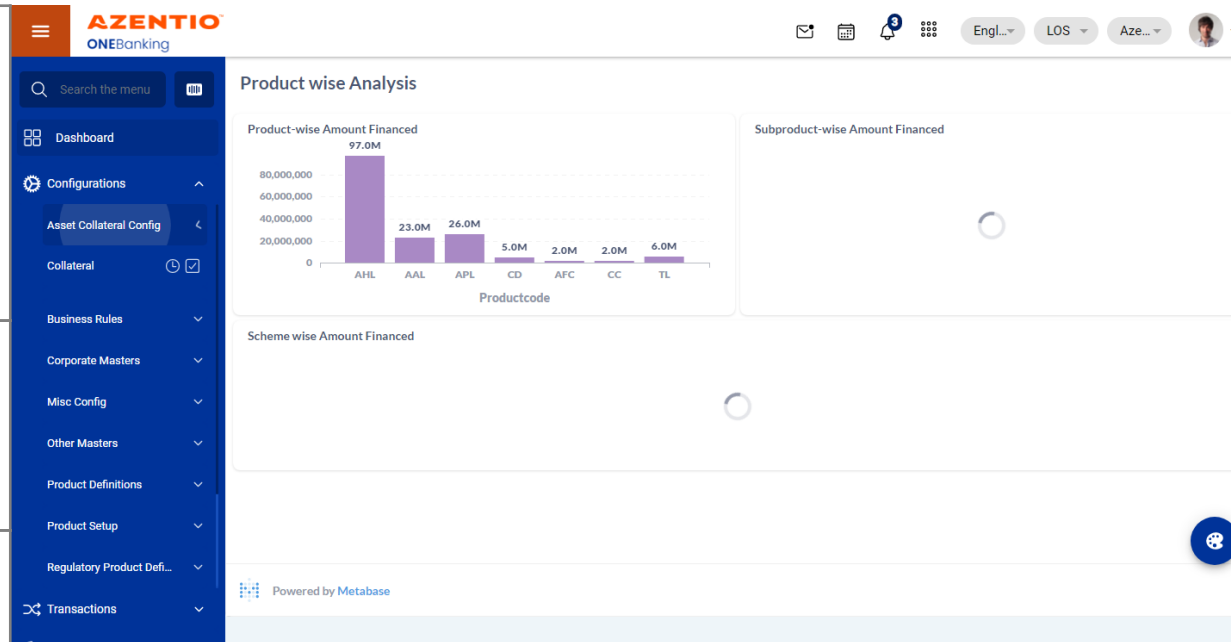 AZENTIO
ONEBanking
3
Engl...
LOS
Aze...
Search the menu
Dashboard
Configurations
Asset Collateral Config
Collateral
Business Rules
Corporate Masters
Misc Config
Other Masters
Product Definitions
Product Setup
Regulatory Product Defi...
Transactions
Product wise Analysis
Product-wise Amount Financed
97.0M
80,000,000
60,000,000
40,000,000
20,000,000
0
23.0M
26.0M
5.0M
2.0M
2.0M
6.0M
AHL AAL APL CD AFC CC TL
Productcode
Subproduct-wise Amount Financed
Scheme wise Amount Financed
Powered by Metabase